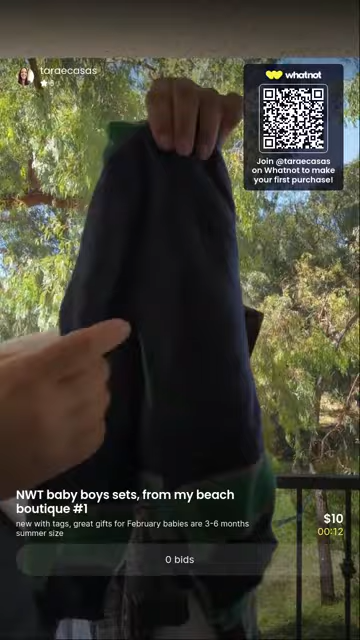 taraecasas
whatnot
Join @taraecasas
on Whatnot to make
your first purchase!
NWT baby boys sets, from my beach
boutique #1
new with tags, great gifts for February babies are 3-6 months
summer size
$10
00:12
0 bids